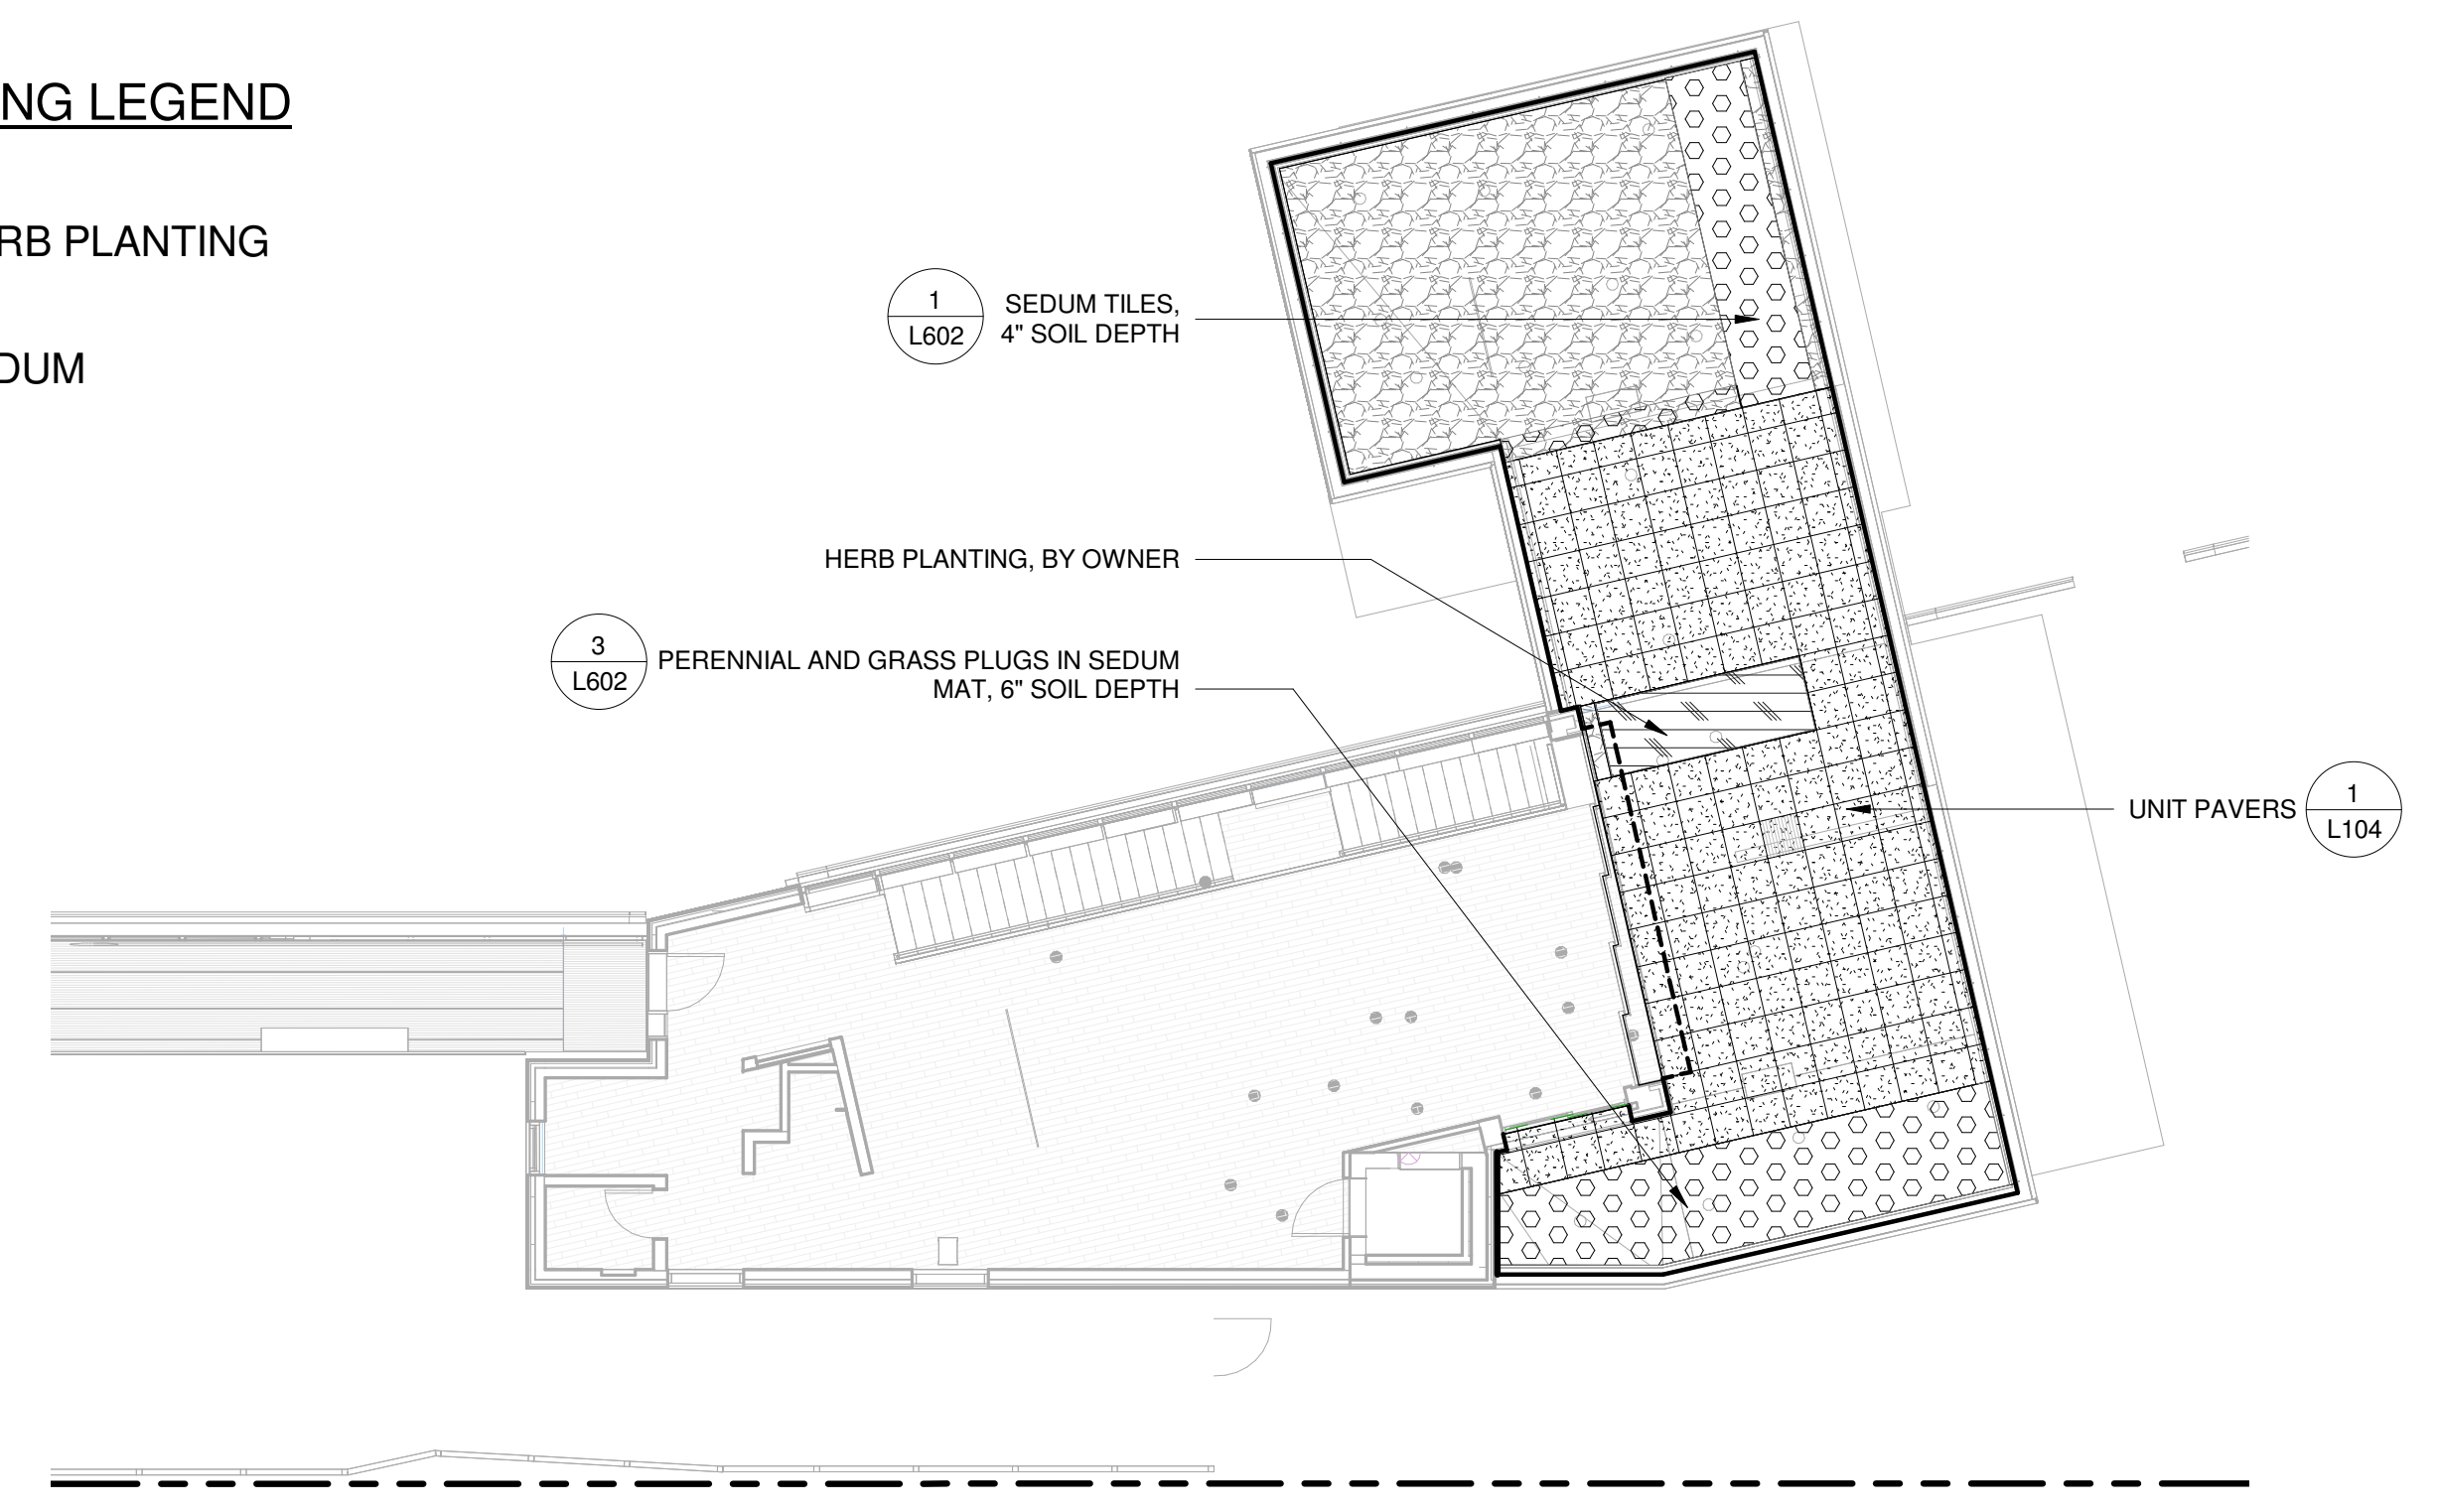 NG LEGEND
RB PLANTING
DUM
1
L602
SEDUM TILES,
4" SOIL DEPTH
HERB PLANTING, BY OWNER
3
L602
PERENNIAL AND GRASS PLUGS IN SEDUM
MAT, 6" SOIL DEPTH
UNIT PAVERS
1
L104